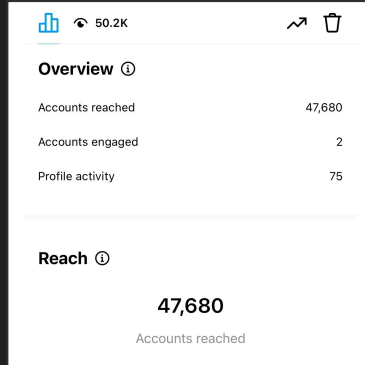 50.2K
Overview
Accounts reached 47,680
Accounts engaged 2
Profile activity 75
Reach
47,680
Accounts reached